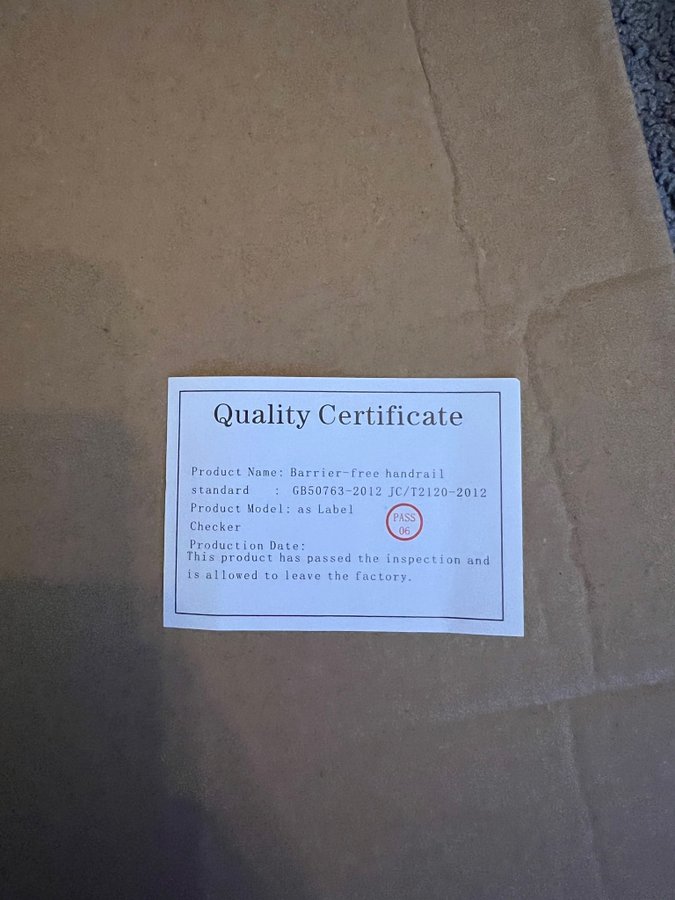 Quality Certificate
Product Name: Barrier-free handrail
standard : GB50763-2012 JC/T2120-2012
Product Model: as Label
Checker
PASS
06
Production Date:
This product has passed the inspection and
is allowed to leave the factory.